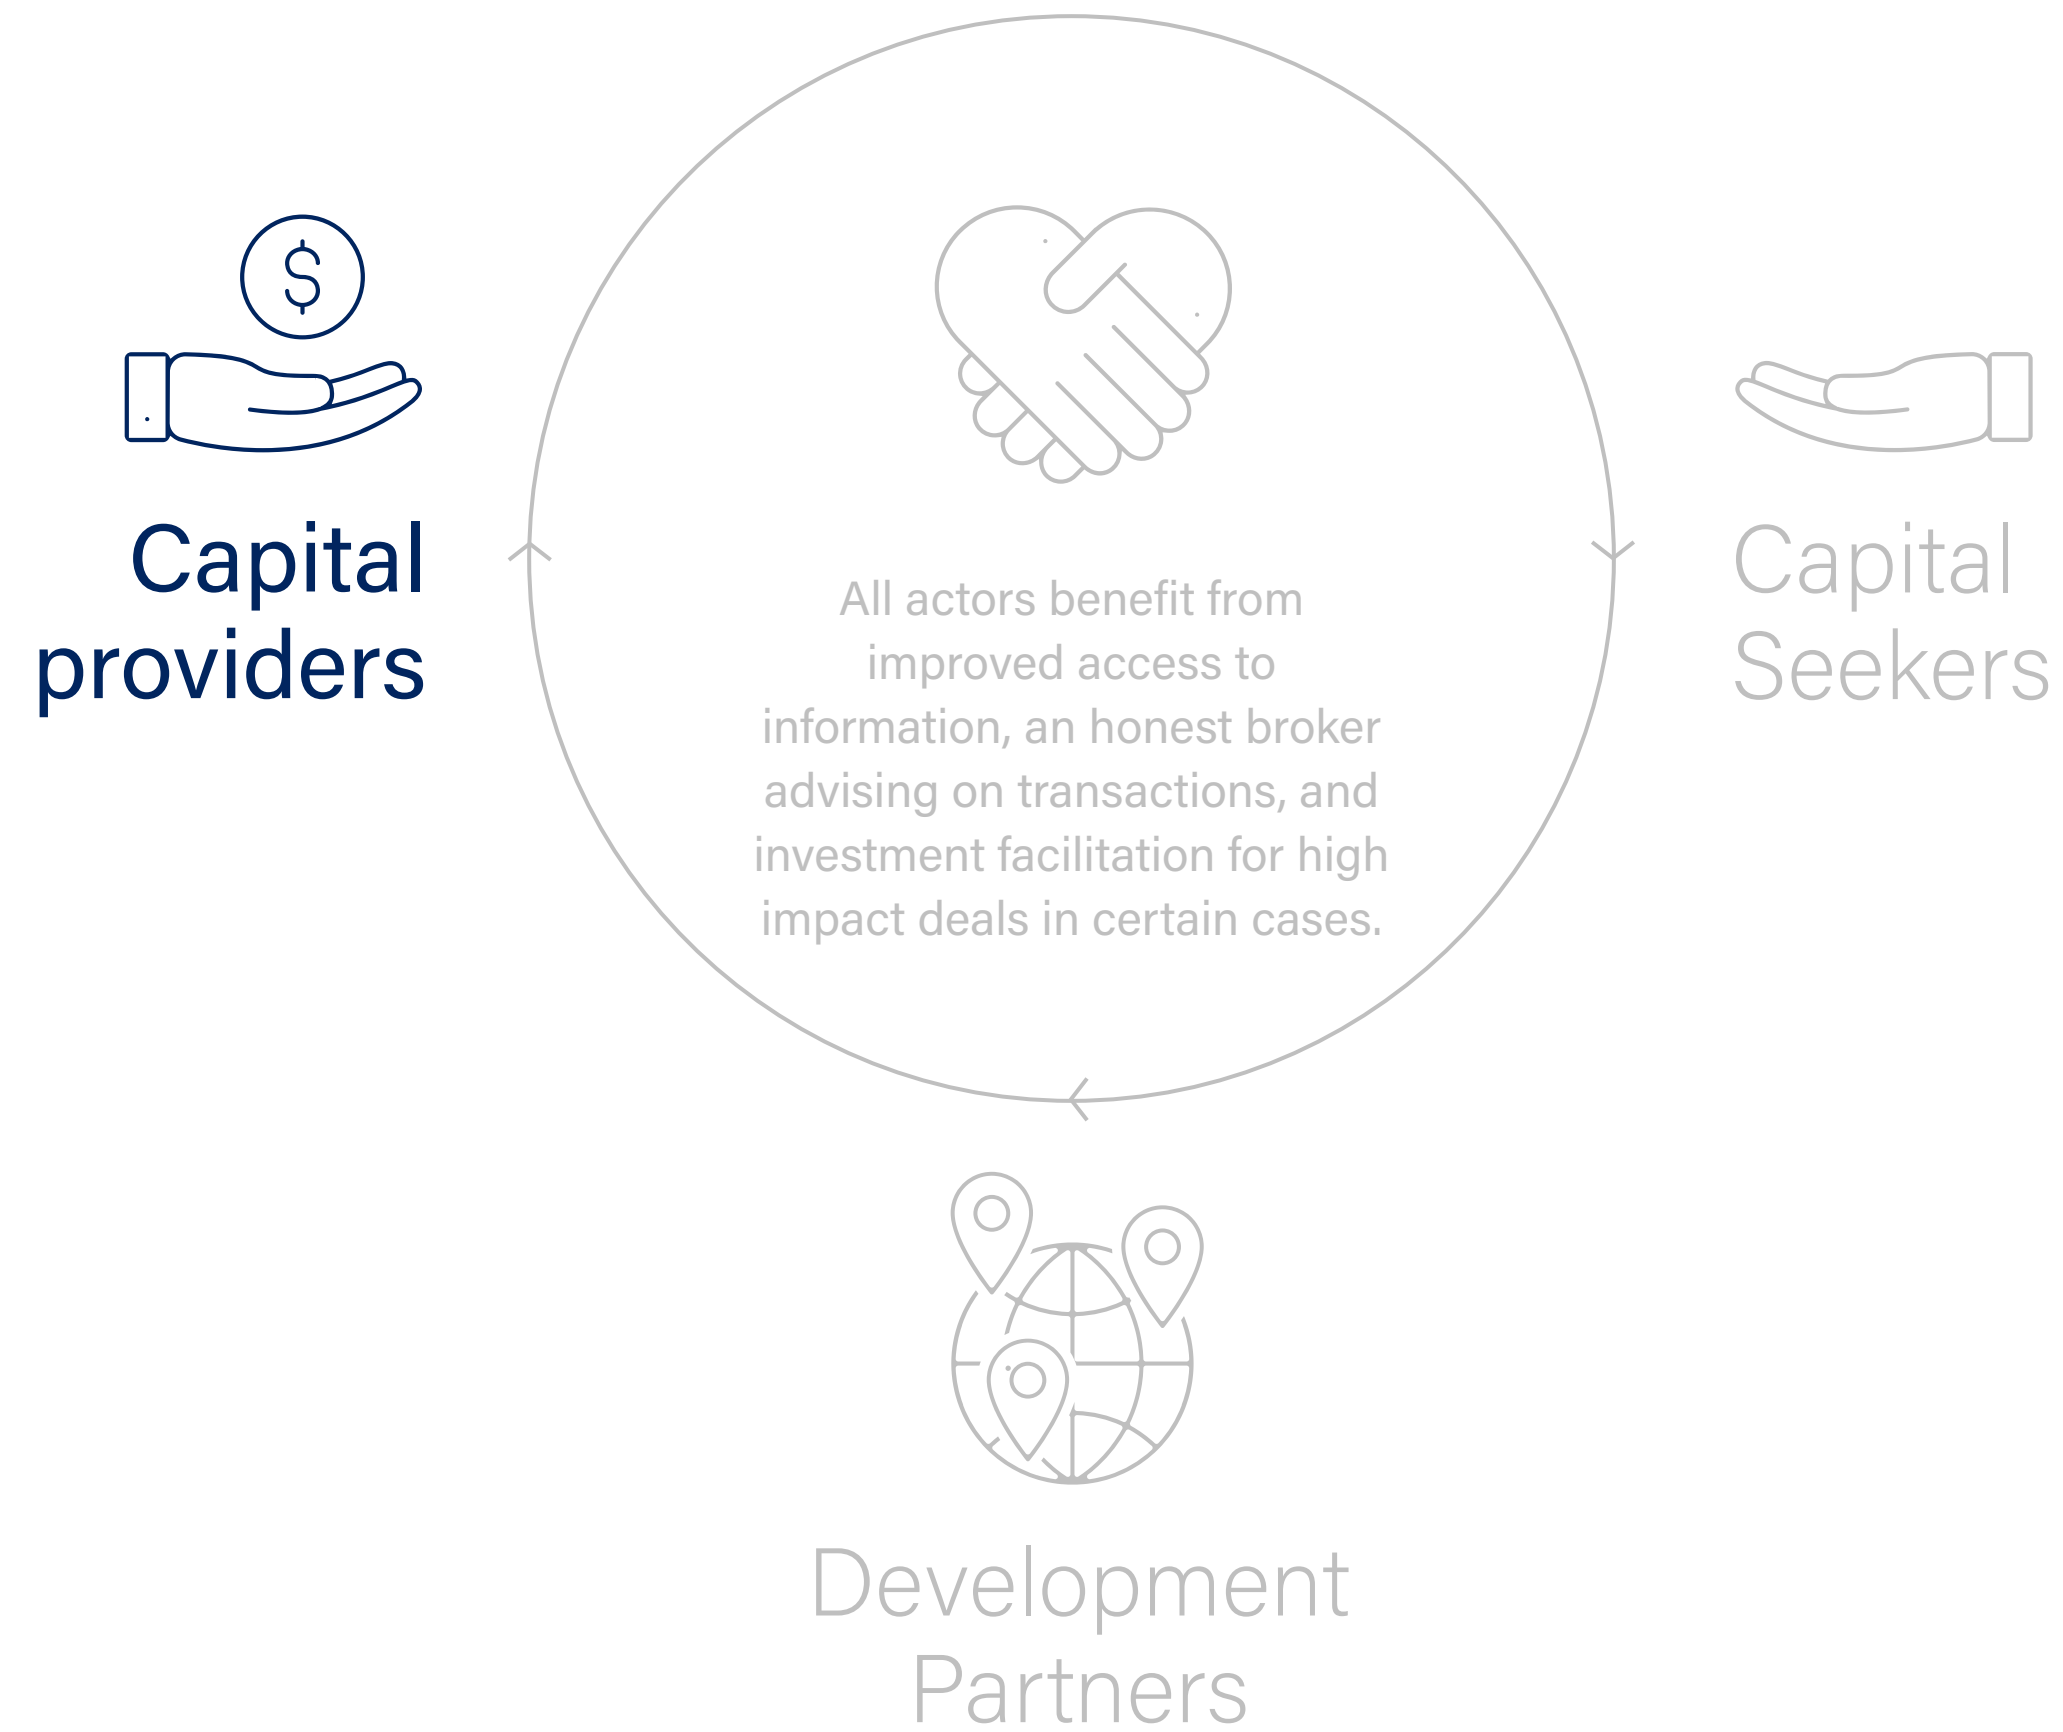 $
Capital
providers
All actors benefit from
improved access to
information, an honest broker
advising on transactions, and
investment facilitation for high
impact deals in certain cases.
Capital
Seekers
Development
Partners